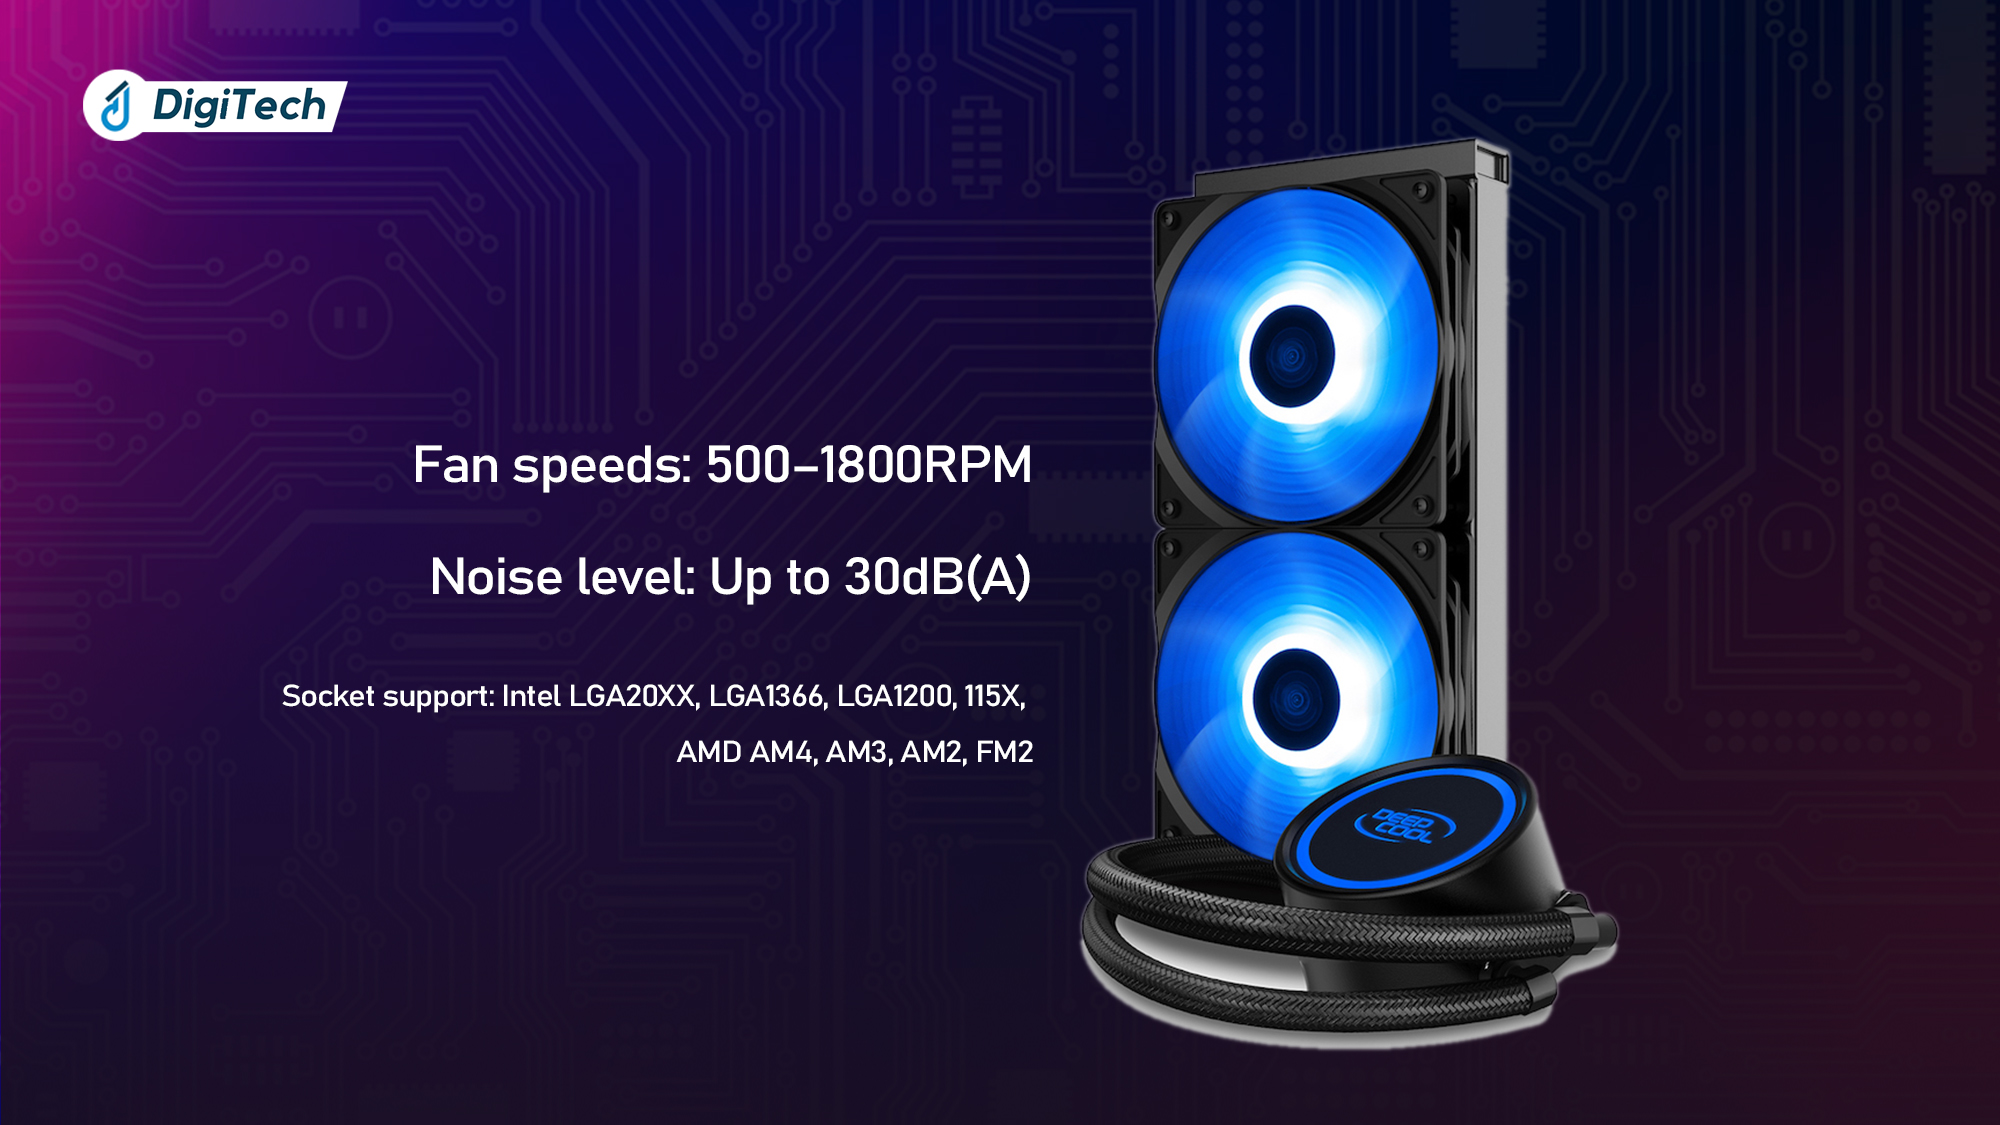 DigiTech
Fan speeds: 500–1800RPM
Noise level: Up to 30dB(A)
Socket support: Intel LGA20XX, LGA1366, LGA1200, 115X,
AMD AM4, AM3, AM2, FM2
DEEP
COOL